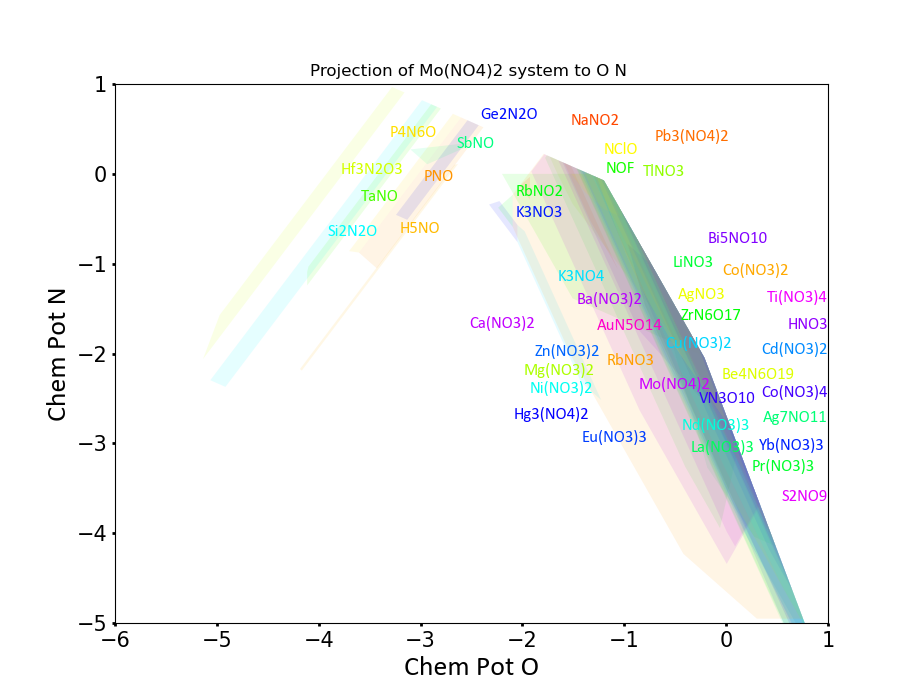 Projection of Mo(NO4)2 system to O N
Chem Pot N
1
0
−1
−2
−3
−4
−5
Ge2N2O
NaNO2
P4N6O
SbNO
Pb3(NO4)2
NClO
Hf3N2O3
PNO
NOF
TlNO3
TaNO
RbNO2
K3NO3
Si2N2O
H5NO
Bi5NO10
LiNO3
Co(NO3)2
K3NO4
Ba(NO3)2
AgNO3
Ti(NO3)4
ZrN6O17
Ca(NO3)2
AuN5O14
HNO3
Zn(NO3)2
RbNO3
Cd(NO3)2
Mg(NO3)2
Be4N6O19
Ni(NO3)2
Mo(NO4)2
VN3O10
Co(NO3)4
Hg3(NO4)2
Nd(NO3)3
Ag7NO11
Eu(NO3)3
La(NO3)3
Yb(NO3)3
Pr(NO3)3
S2NO9
−6
−5
−4
−3
−2
−1
0
1
Chem Pot O